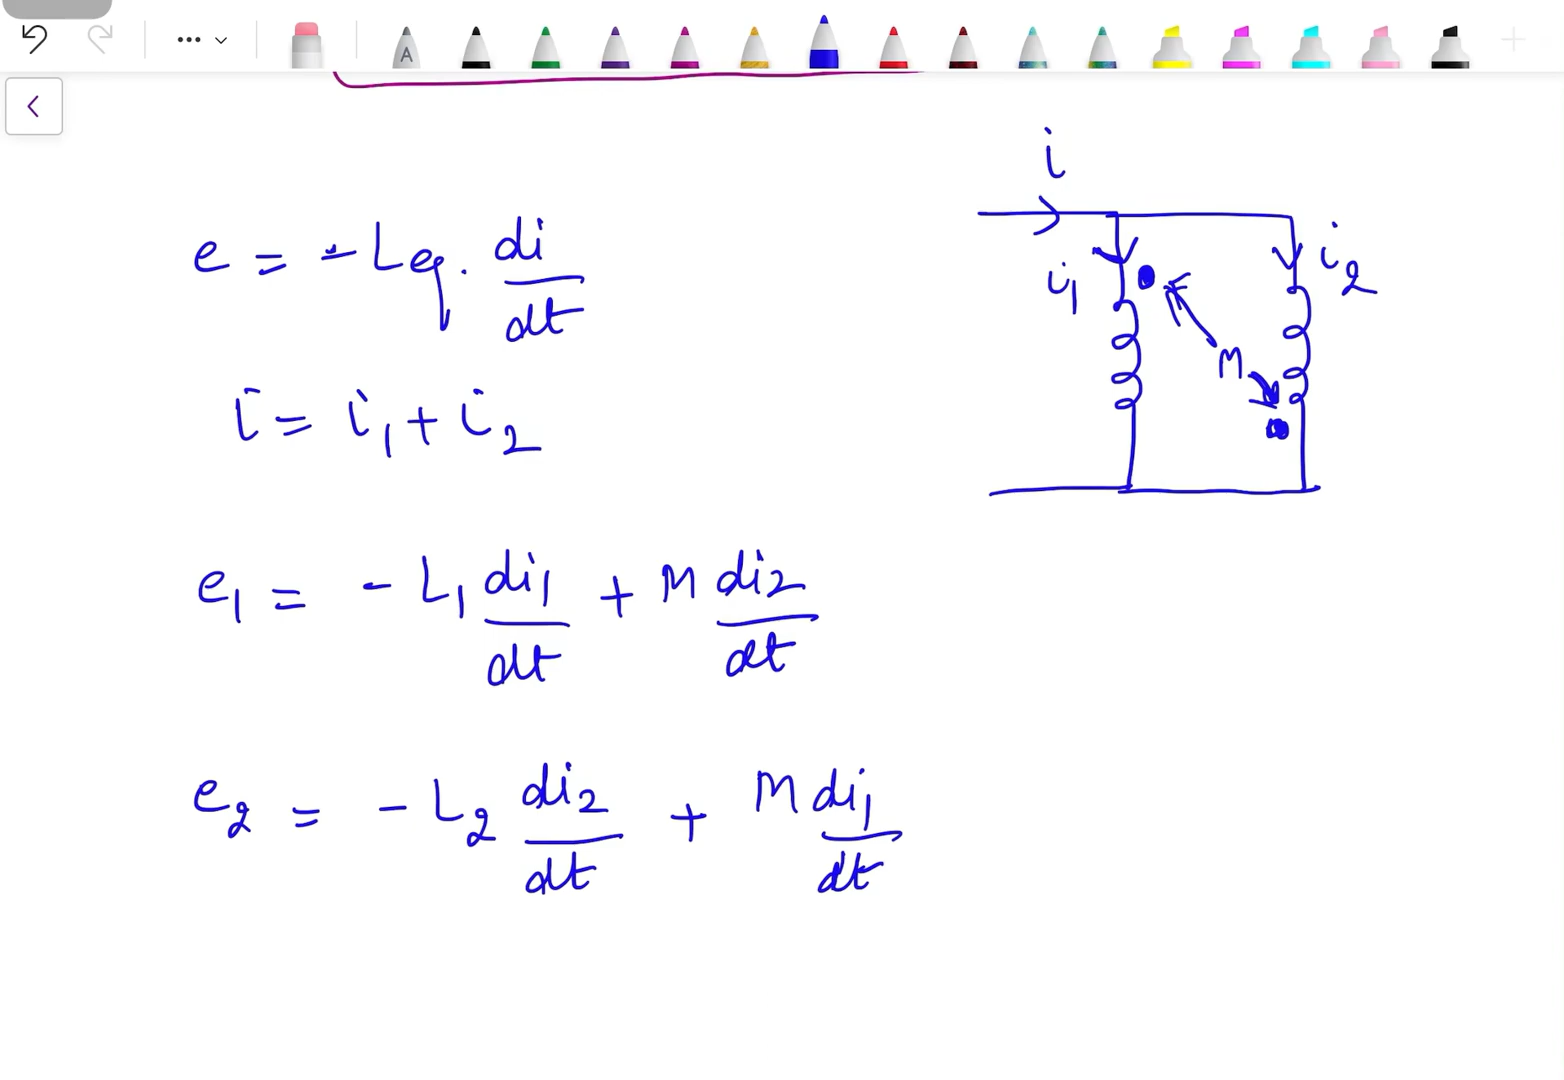 A
i
e = - Leq. di/dt
i₁
i₂
M
i = i₁ + i₂
e₁ = - L₁ di₁/dt + M di2/dt
e₂ = - L₂ di₂/dt + M di₁/dt